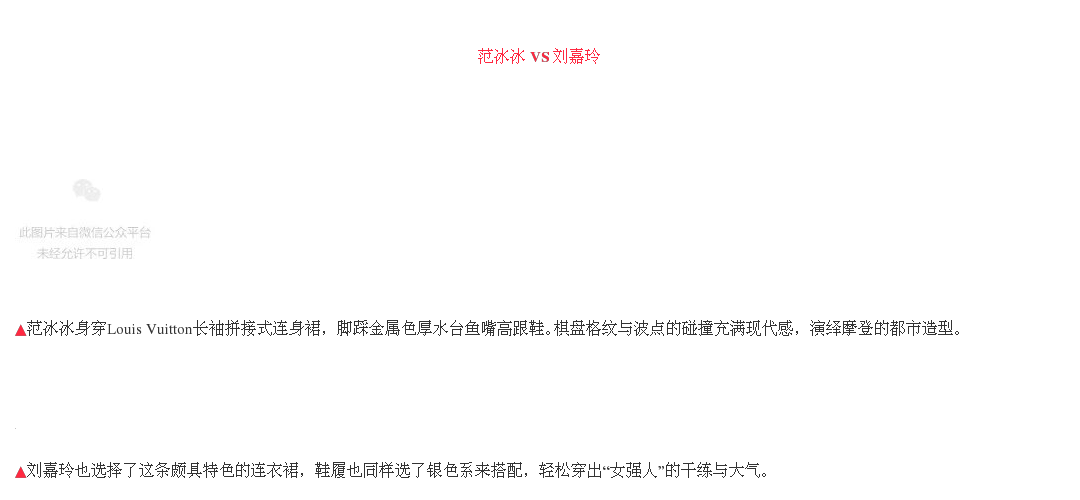 范冰冰 VS 刘嘉玲
此图片来自微信公众平台
未经允许不可引用
▲范冰冰身穿Louis Vuitton长袖拼接式连身裙，脚踩金属色厚水台鱼嘴高跟鞋。棋盘格纹与波点的碰撞充满现代感，演绎摩登的都市造型。
▲刘嘉玲也选择了这条颇具特色的连衣裙，鞋履也同样选了银色系来搭配，轻松穿出“女强人”的干练与大气。